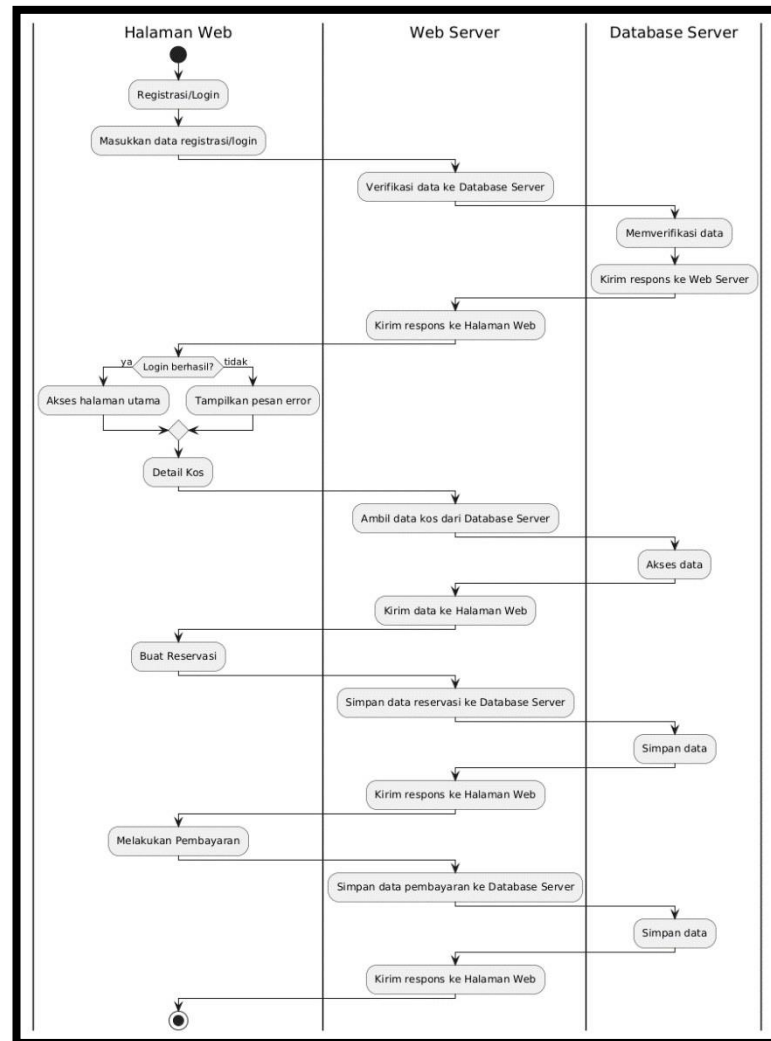 Halaman Web
Web Server
Database Server
Registrasi/Login
Masukkan data registrasi/login
Verifikasi data ke Database Server
Memverifikasi data
Kirim respons ke Web Server
Kirim respons ke Halaman Web
ya
Login berhasil?
tidak
Akses halaman utama
Tampilkan pesan error
Detail Kos
Ambil data kos dari Database Server
Akses data
Kirim data ke Halaman Web
Buat Reservasi
Simpan data reservasi ke Database Server
Simpan data
Kirim respons ke Halaman Web
Melakukan Pembayaran
Simpan data pembayaran ke Database Server
Simpan data
Kirim respons ke Halaman Web